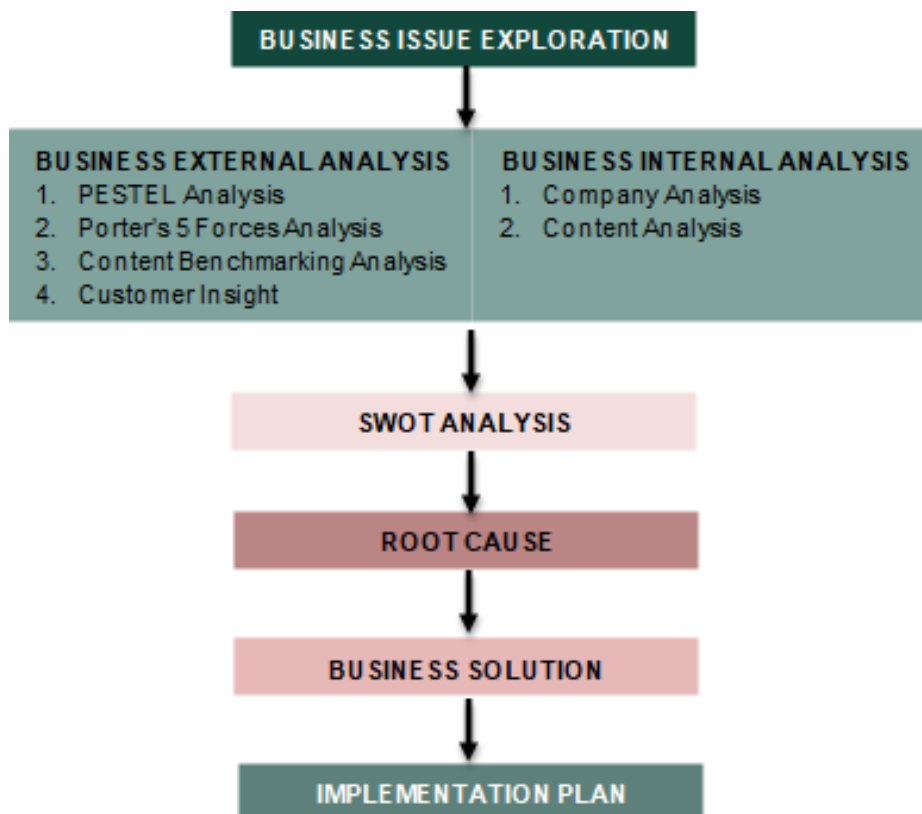 BUSINESS ISSUE EXPLORATION
BUSINESS EXTERNAL ANALYSIS
1. PESTEL Analysis
2. Porter's 5 Forces Analysis
3. Content Benchmarking Analysis
4. Customer Insight
BUSINESS INTERNAL ANALYSIS
1. Company Analysis
2. Content Analysis
SWOT ANALYSIS
ROOT CAUSE
BUSINESS SOLUTION
IMPLEMENTATION PLAN